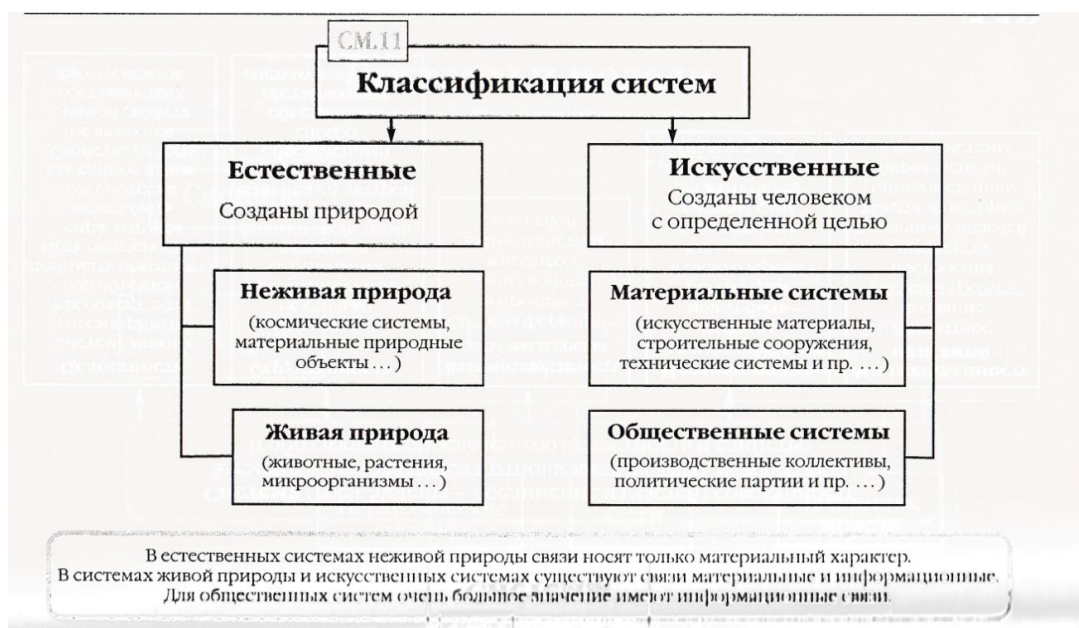 СМ.11
Классификация систем
Естественные
Созданы природой
Искусственные
Созданы человеком
с определенной целью
Неживая природа
(космические системы,
материальные природные
объекты . . . )
Материальные системы
(искусственные материалы,
строительные сооружения,
технические системы и пр. . . . )
Живая природа
(животные, растения,
микроорганизмы . . . )
Общественные системы
(производственные коллективы,
политические партии и пр. . . . )
В естественных системах неживой природы связи носят только материальный характер.
В системах живой природы и искусственных системах существуют связи материальные и информационные.
Для общественных систем очень большое значение имеют информационные связи.